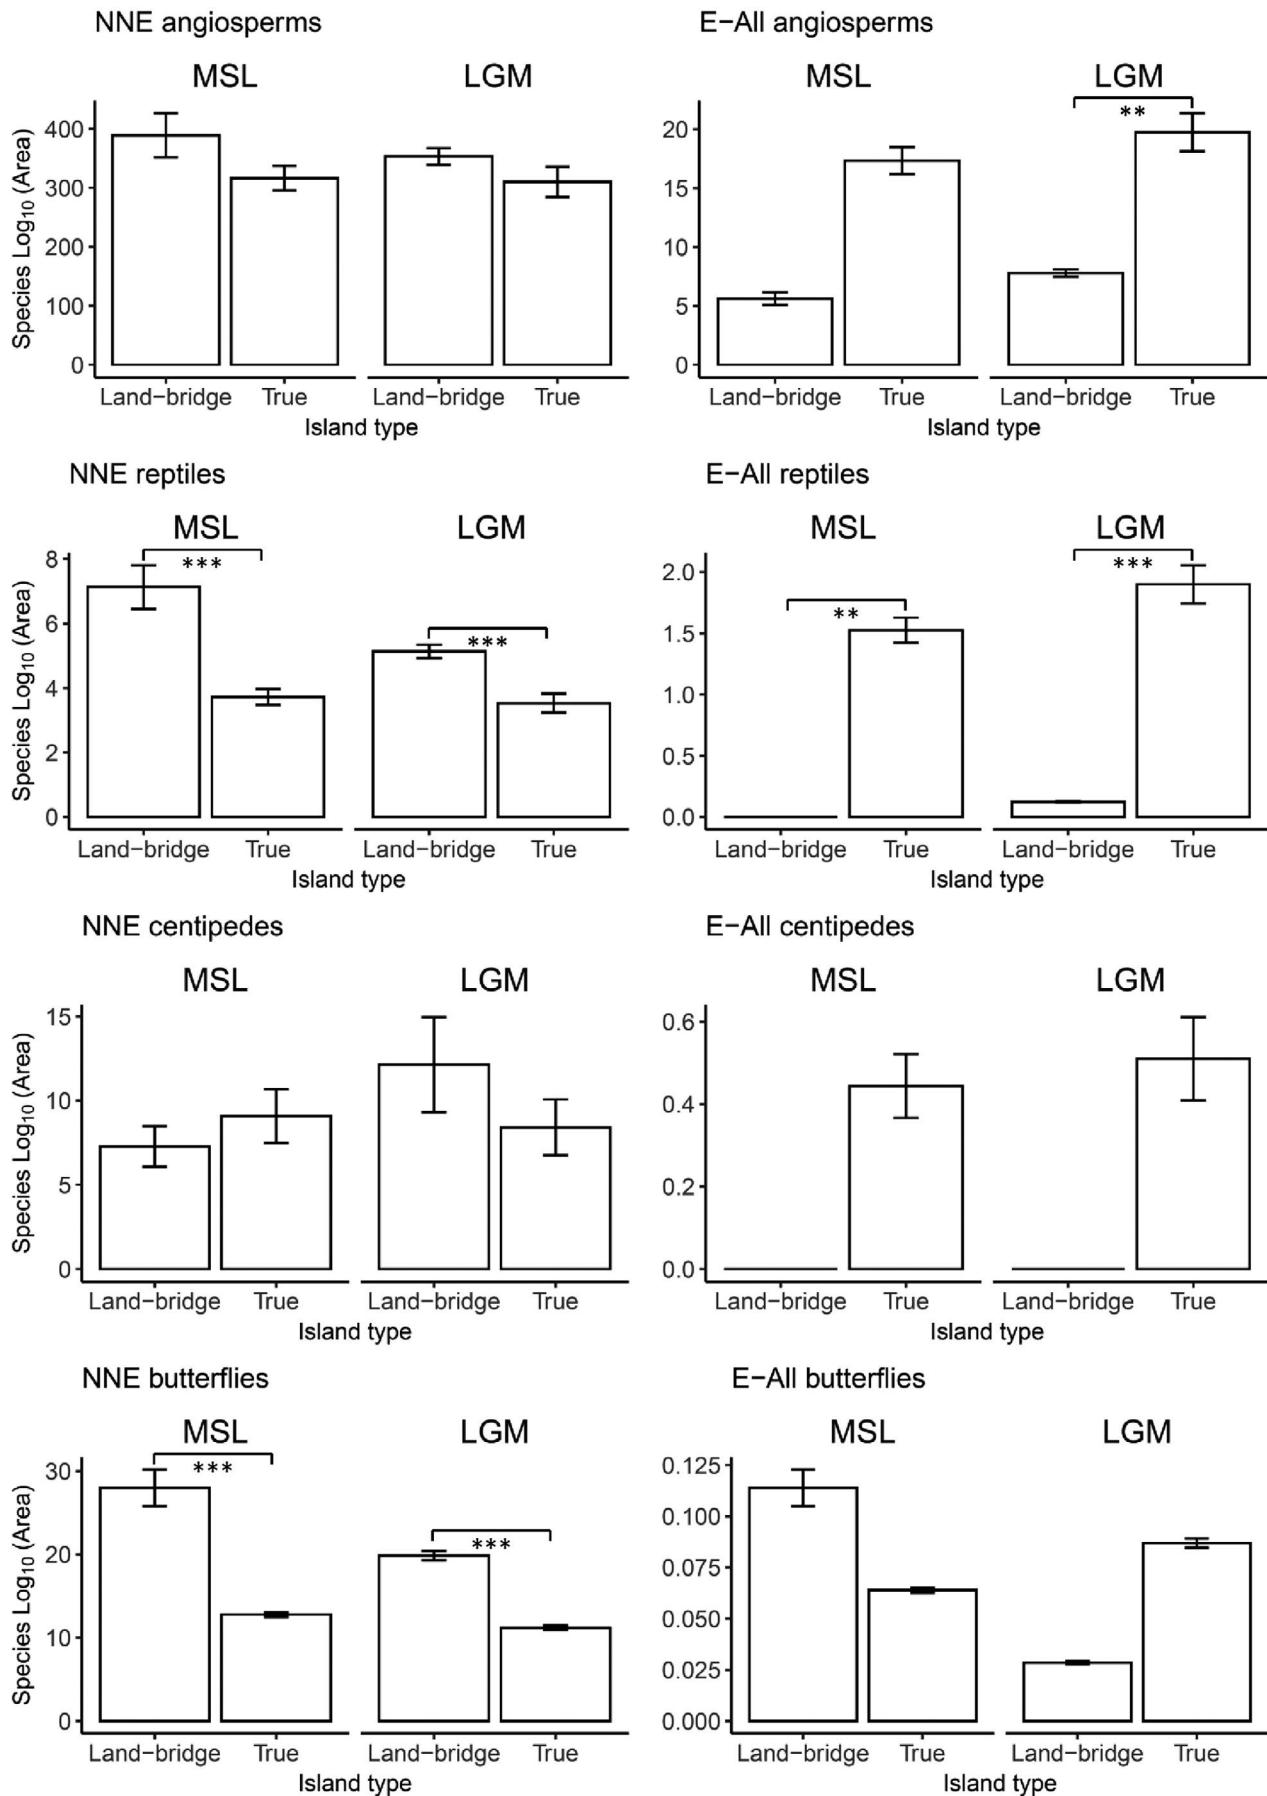 NNE angiosperms
MSL LGM
Species Log10 (Area)
400
300
200
100
0
Land−bridge True Land−bridge True
Island type
E−All angiosperms
MSL LGM
**
20
15
10
5
0
Land−bridge True Land−bridge True
Island type
NNE reptiles
MSL LGM
***
***
Species Log10 (Area)
8
6
4
2
0
Land−bridge True Land−bridge True
Island type
E−All reptiles
MSL LGM
***
**
2.0
1.5
1.0
0.5
0.0
Land−bridge True Land−bridge True
Island type
NNE centipedes
MSL LGM
Species Log10 (Area)
15
10
5
0
Land−bridge True Land−bridge True
Island type
E−All centipedes
MSL LGM
0.6
0.4
0.2
0.0
Land−bridge True Land−bridge True
Island type
NNE butterflies
MSL LGM
***
***
Species Log10 (Area)
30
20
10
0
Land−bridge True Land−bridge True
Island type
E−All butterflies
MSL LGM
0.125
0.100
0.075
0.050
0.025
0.000
Land−bridge True Land−bridge True
Island type